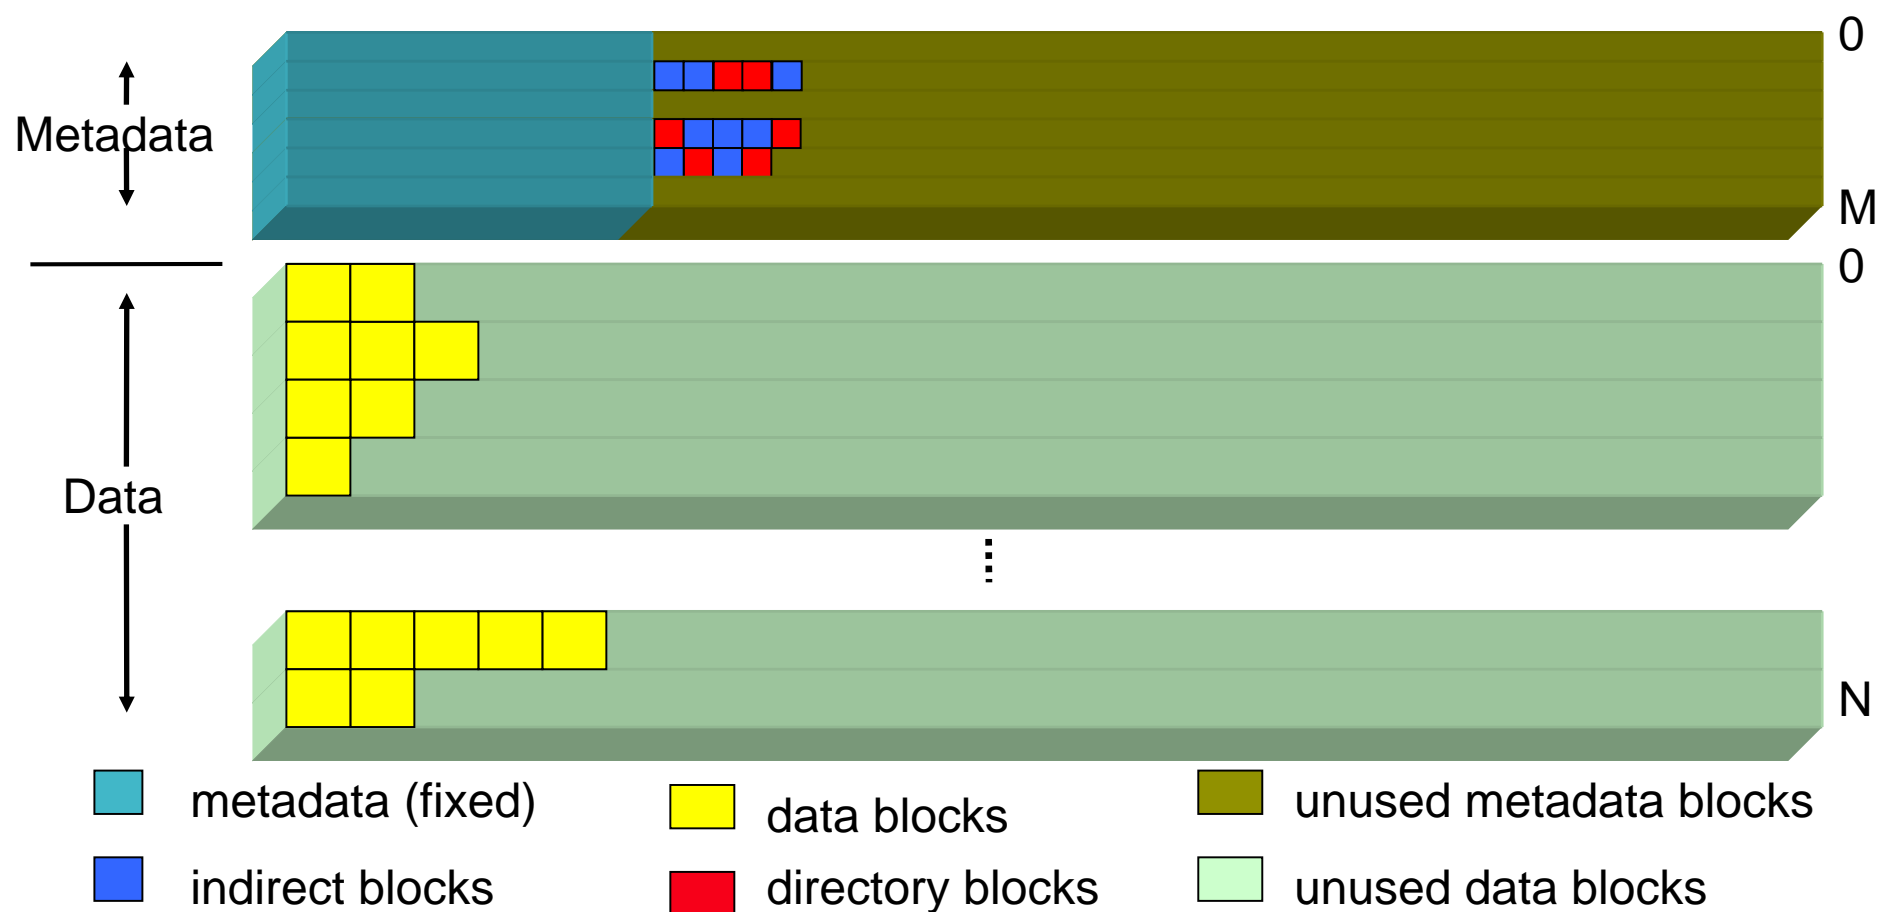 0
Metadata
M
0
Data
N
metadata (fixed)
data blocks
unused metadata blocks
indirect blocks
directory blocks
unused data blocks